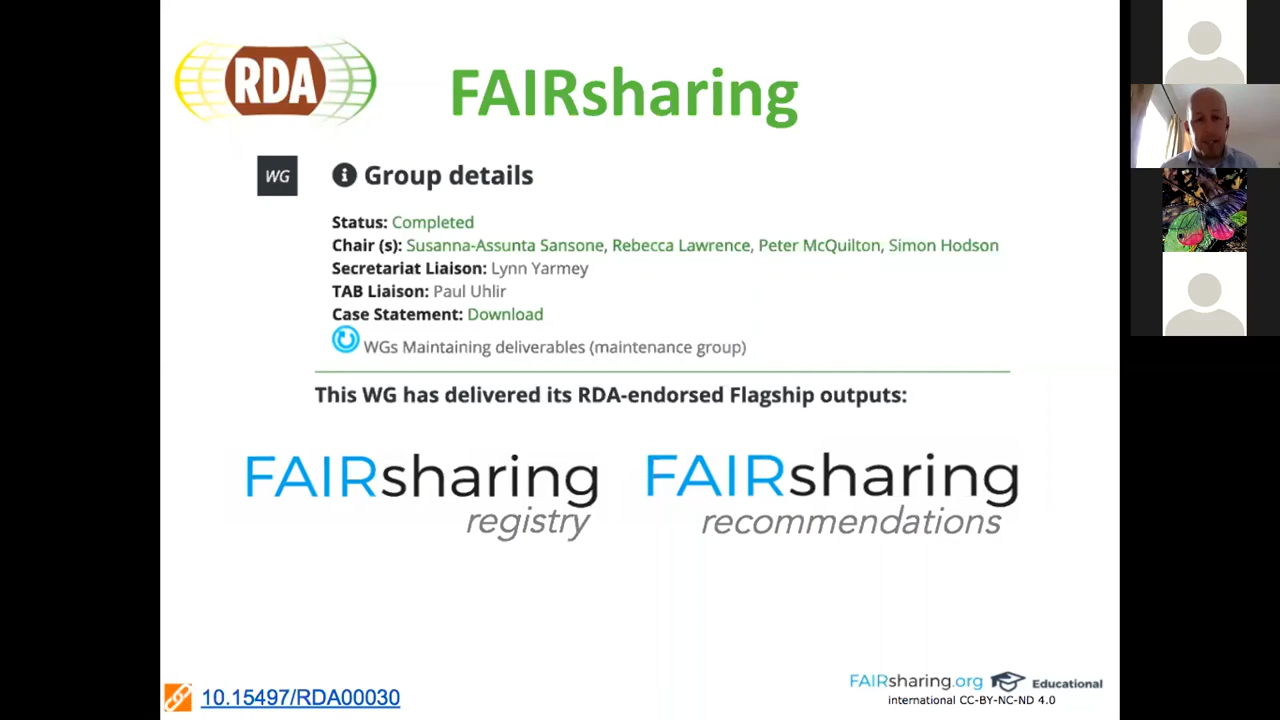 RDA
FAIRsharing
WG
Group details
Status: Completed
Chair (s): Susanna-Assunta Sansone, Rebecca Lawrence, Peter McQuilton, Simon Hodson
Secretariat Liaison: Lynn Yarmey
TAB Liaison: Paul Uhlir
Case Statement: Download
WGs Maintaining deliverables (maintenance group)
This WG has delivered its RDA-endorsed Flagship outputs:
FAIRsharing
registry
FAIRsharing
recommendations
10.15497/RDA00030
FAIRsharing.org Educational
international CC-BY-NC-ND 4.0